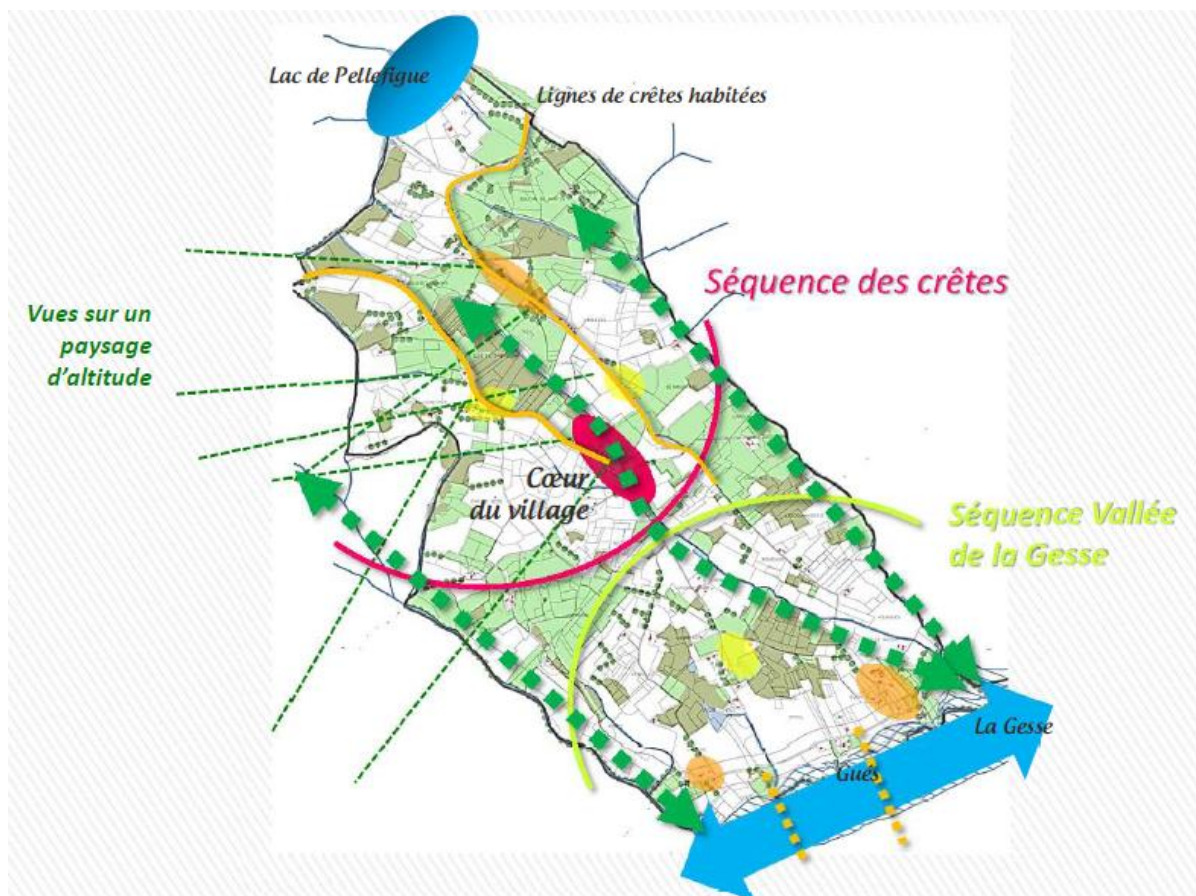 Lac de Pellefigue
Lignes de crêtes habitées
Séquence des crêtes
Vues sur un
paysage
d'altitude
Cœur
du village
Séquence Vallée
de la Gesse
La Gesse
Gués